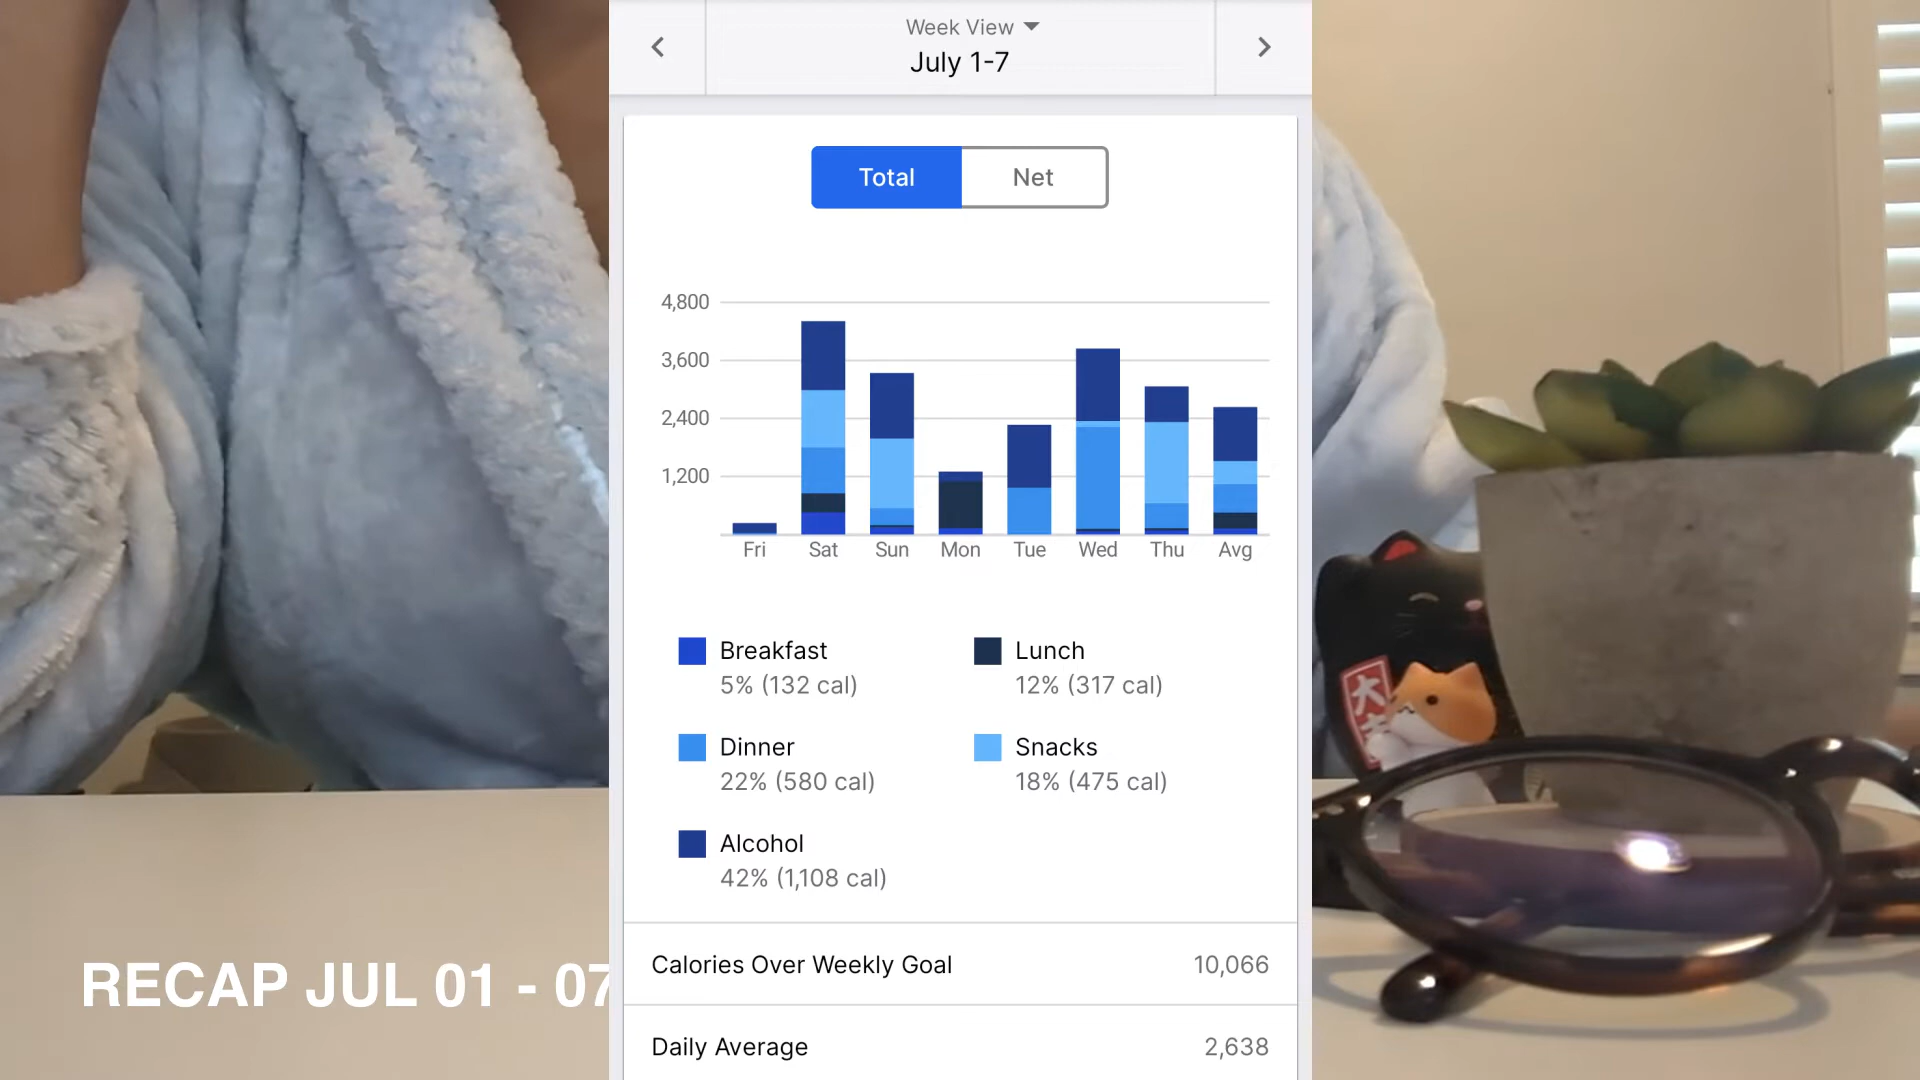 Week View
July 1-7
Total
Net
4,800
3,600
2,400
1,200
Fri Sat Sun Mon Tue Wed Thu Avg
Breakfast
5% (132 cal)
Lunch
12% (317 cal)
Dinner
22% (580 cal)
Snacks
18% (475 cal)
Alcohol
42% (1,108 cal)
Calories Over Weekly Goal 10,066
Daily Average 2,638
RECAP JUL 01 - 07
大